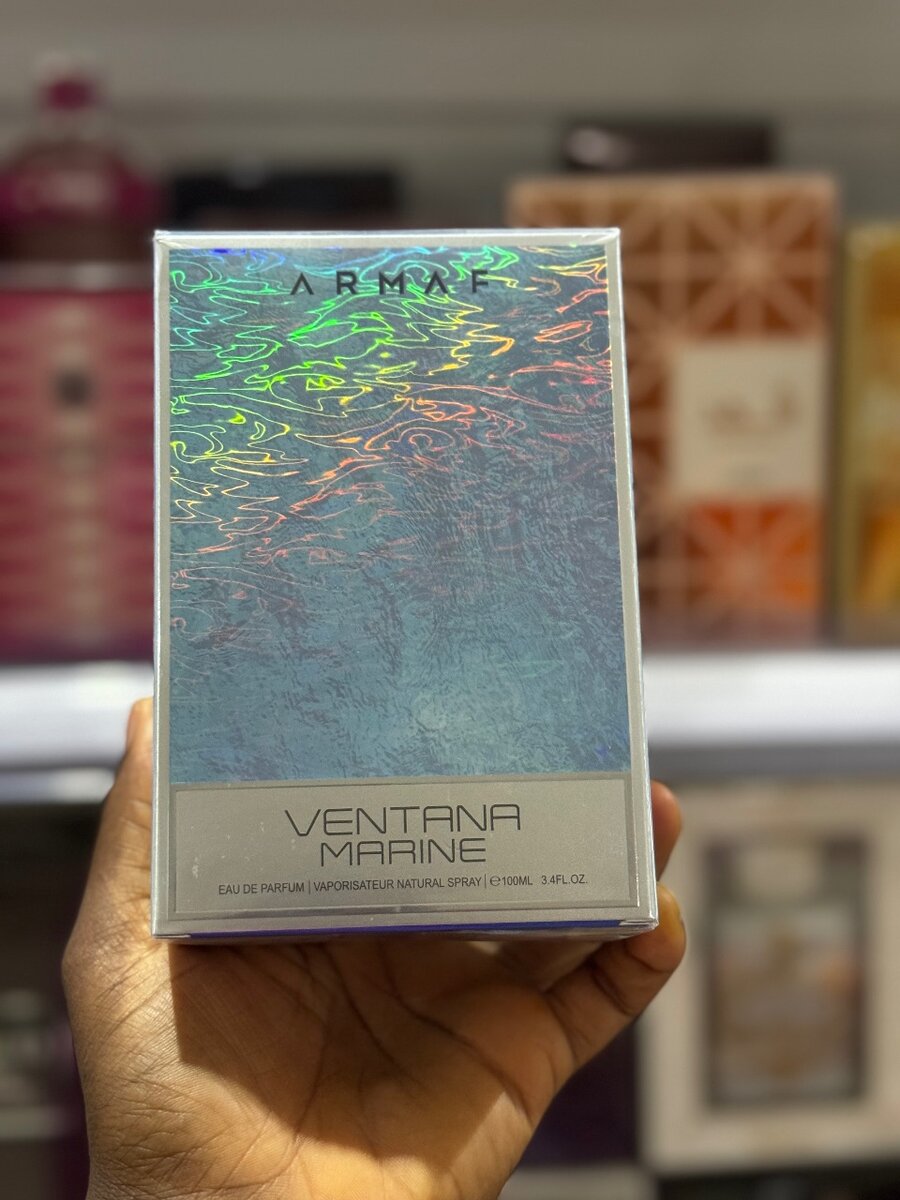 ARMAF
VENTANA
MARINE
EAU DE PARFUM | VAPORISATEUR NATURAL SPRAY | ℮100ML 3.4FL.OZ.